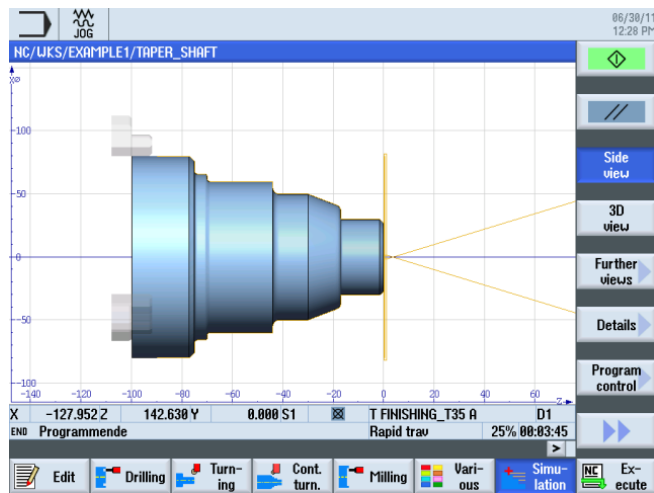 JOG
06/30/11
12:28 PM
NC/WKS/EXAMPLE1/TAPER_SHAFT
100
50
0
-50
-100
-140 -120 -100 -80 -60 -40 -20 0 20 40 60 Z
Side view
3D view
Further views
Details
Program control
X -127.952 Z 142.630 Y 0.000 S1 T FINISHING_T35 A D1
END Programmende Rapid trav 25% 00:03:45
>
Edit
Drilling
Turn-
ing
Cont.
turn.
Milling
Vari-
ous
Simu-
lation
NC
Ex-
ecute